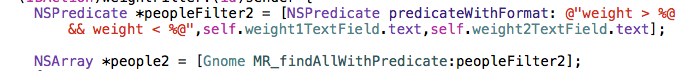 NSPredicate *peopleFilter2 = [NSPredicate predicateWithFormat: @"weight > %@
&& weight < %@",self.weight1TextField.text,self.weight2TextField.text];
NSArray *people2 = [Gnome MR_findAllWithPredicate:peopleFilter2];